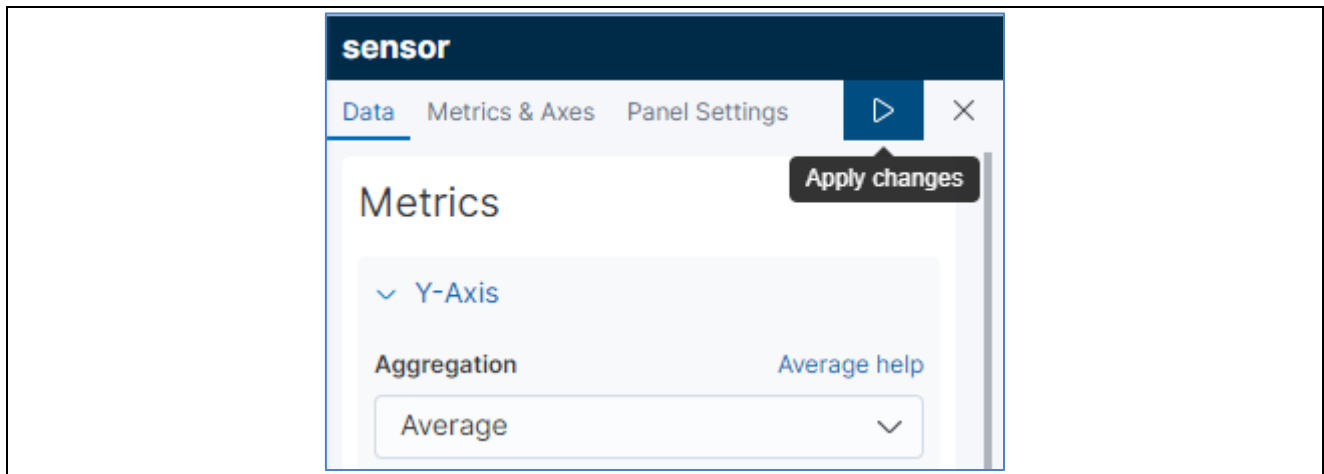 sensor
Data Metrics & Axes Panel Settings
Apply changes
Metrics
Y-Axis
Aggregation Average help
Average